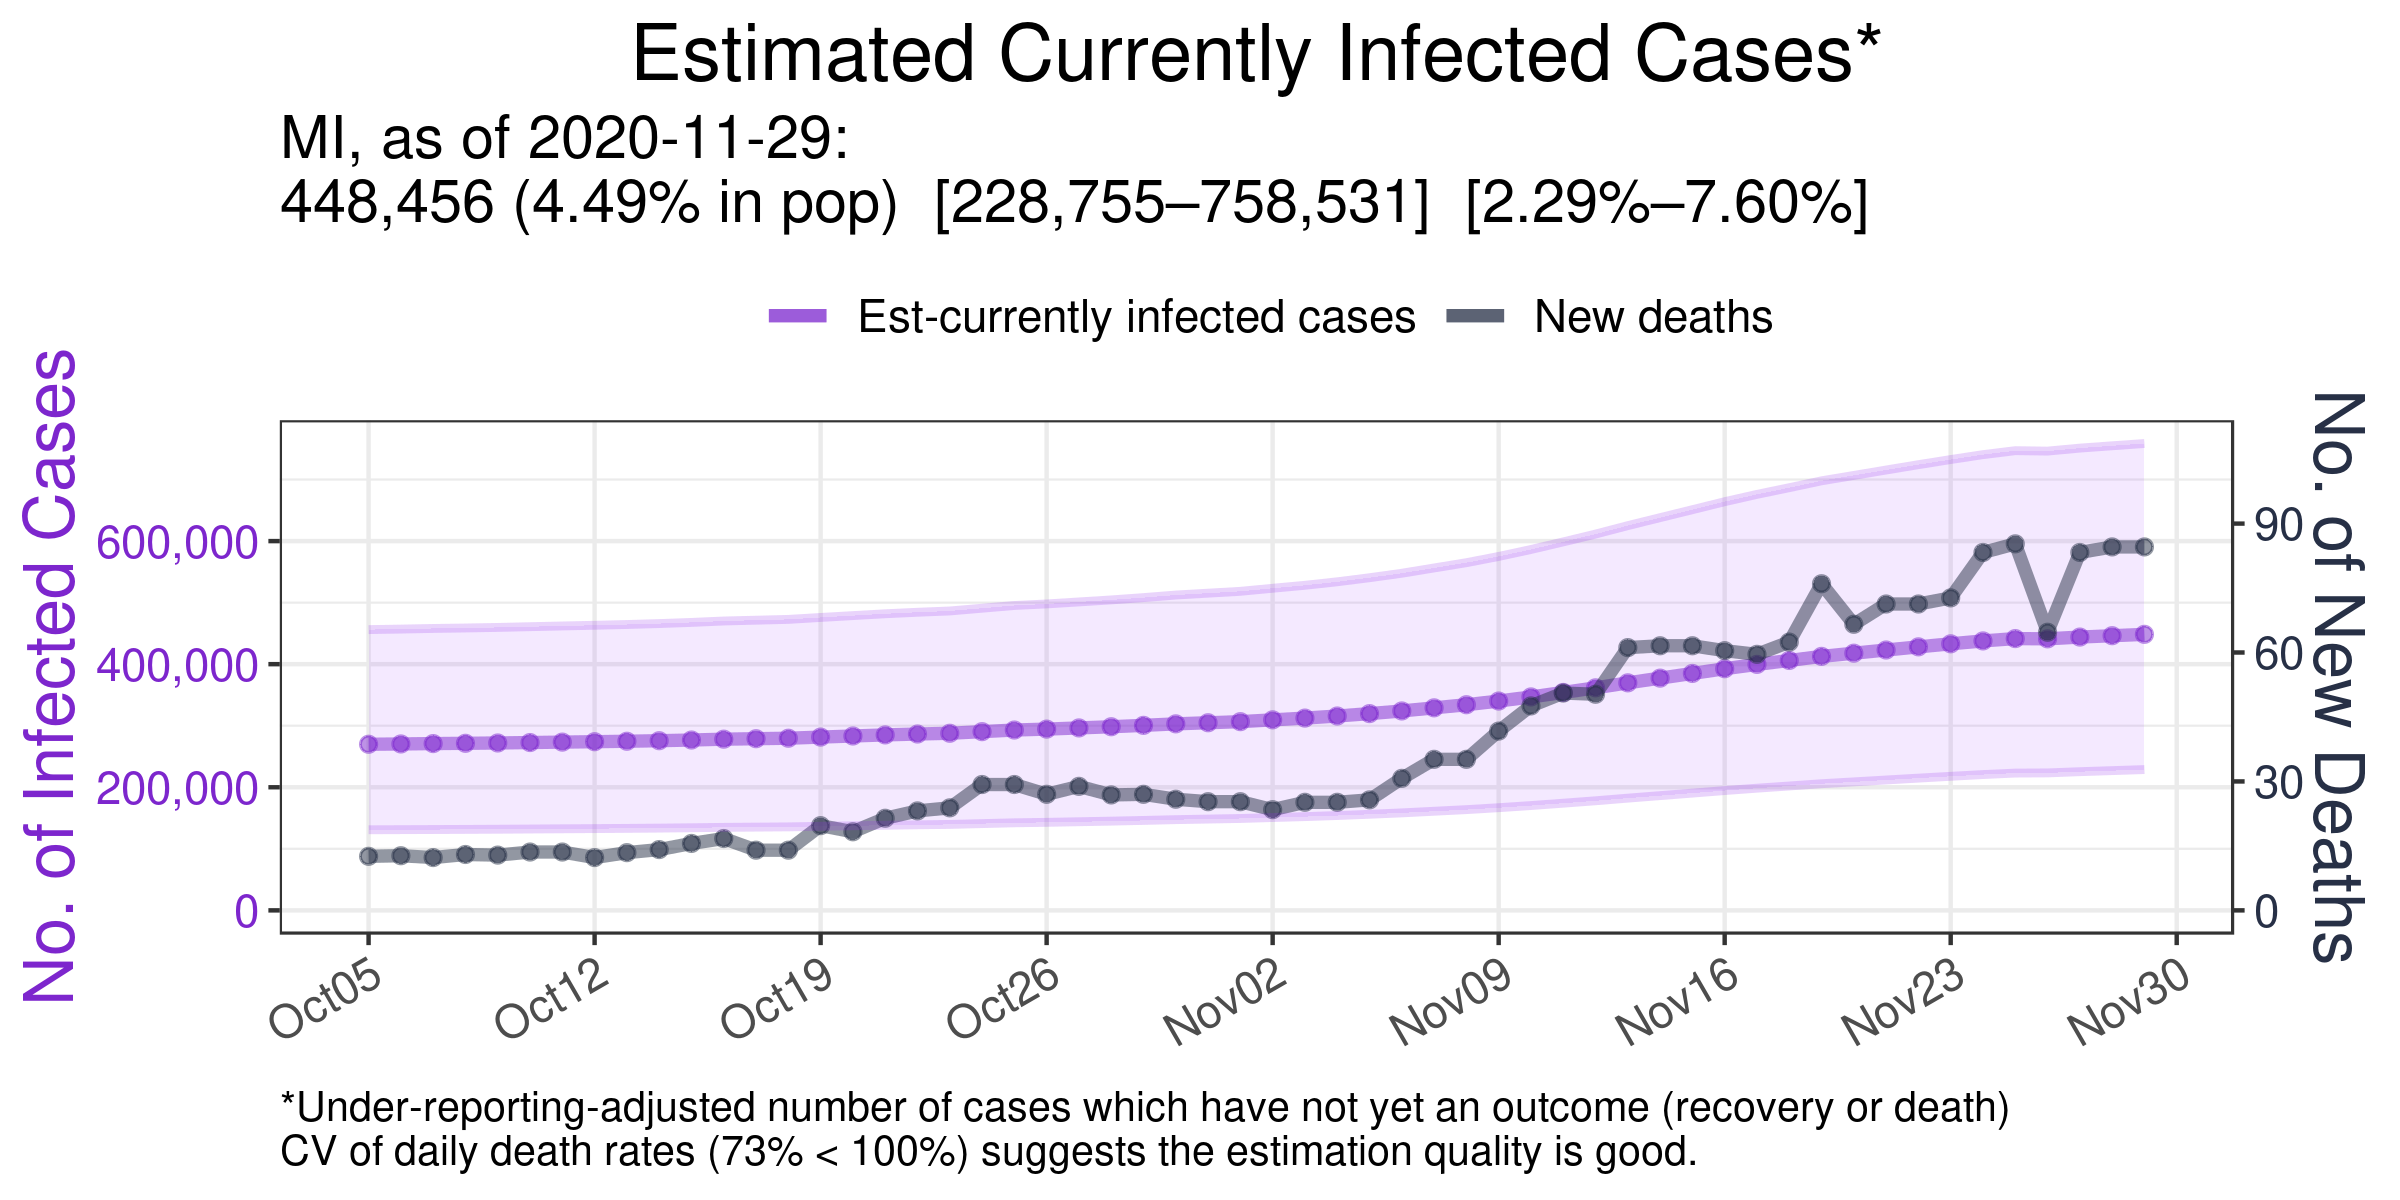 Estimated Currently Infected Cases*
MI, as of 2020-11-29:
448,456 (4.49% in pop)  [228,755–758,531]  [2.29%–7.60%]
Est-currently infected cases
New deaths
No. of Infected Cases
600,000
400,000
200,000
0
90
60
30
0
No. of New Deaths
Oct05
Oct12
Oct19
Oct26
Nov02
Nov09
Nov16
Nov23
Nov30
*Under-reporting-adjusted number of cases which have not yet an outcome (recovery or death)
CV of daily death rates (73% < 100%) suggests the estimation quality is good.